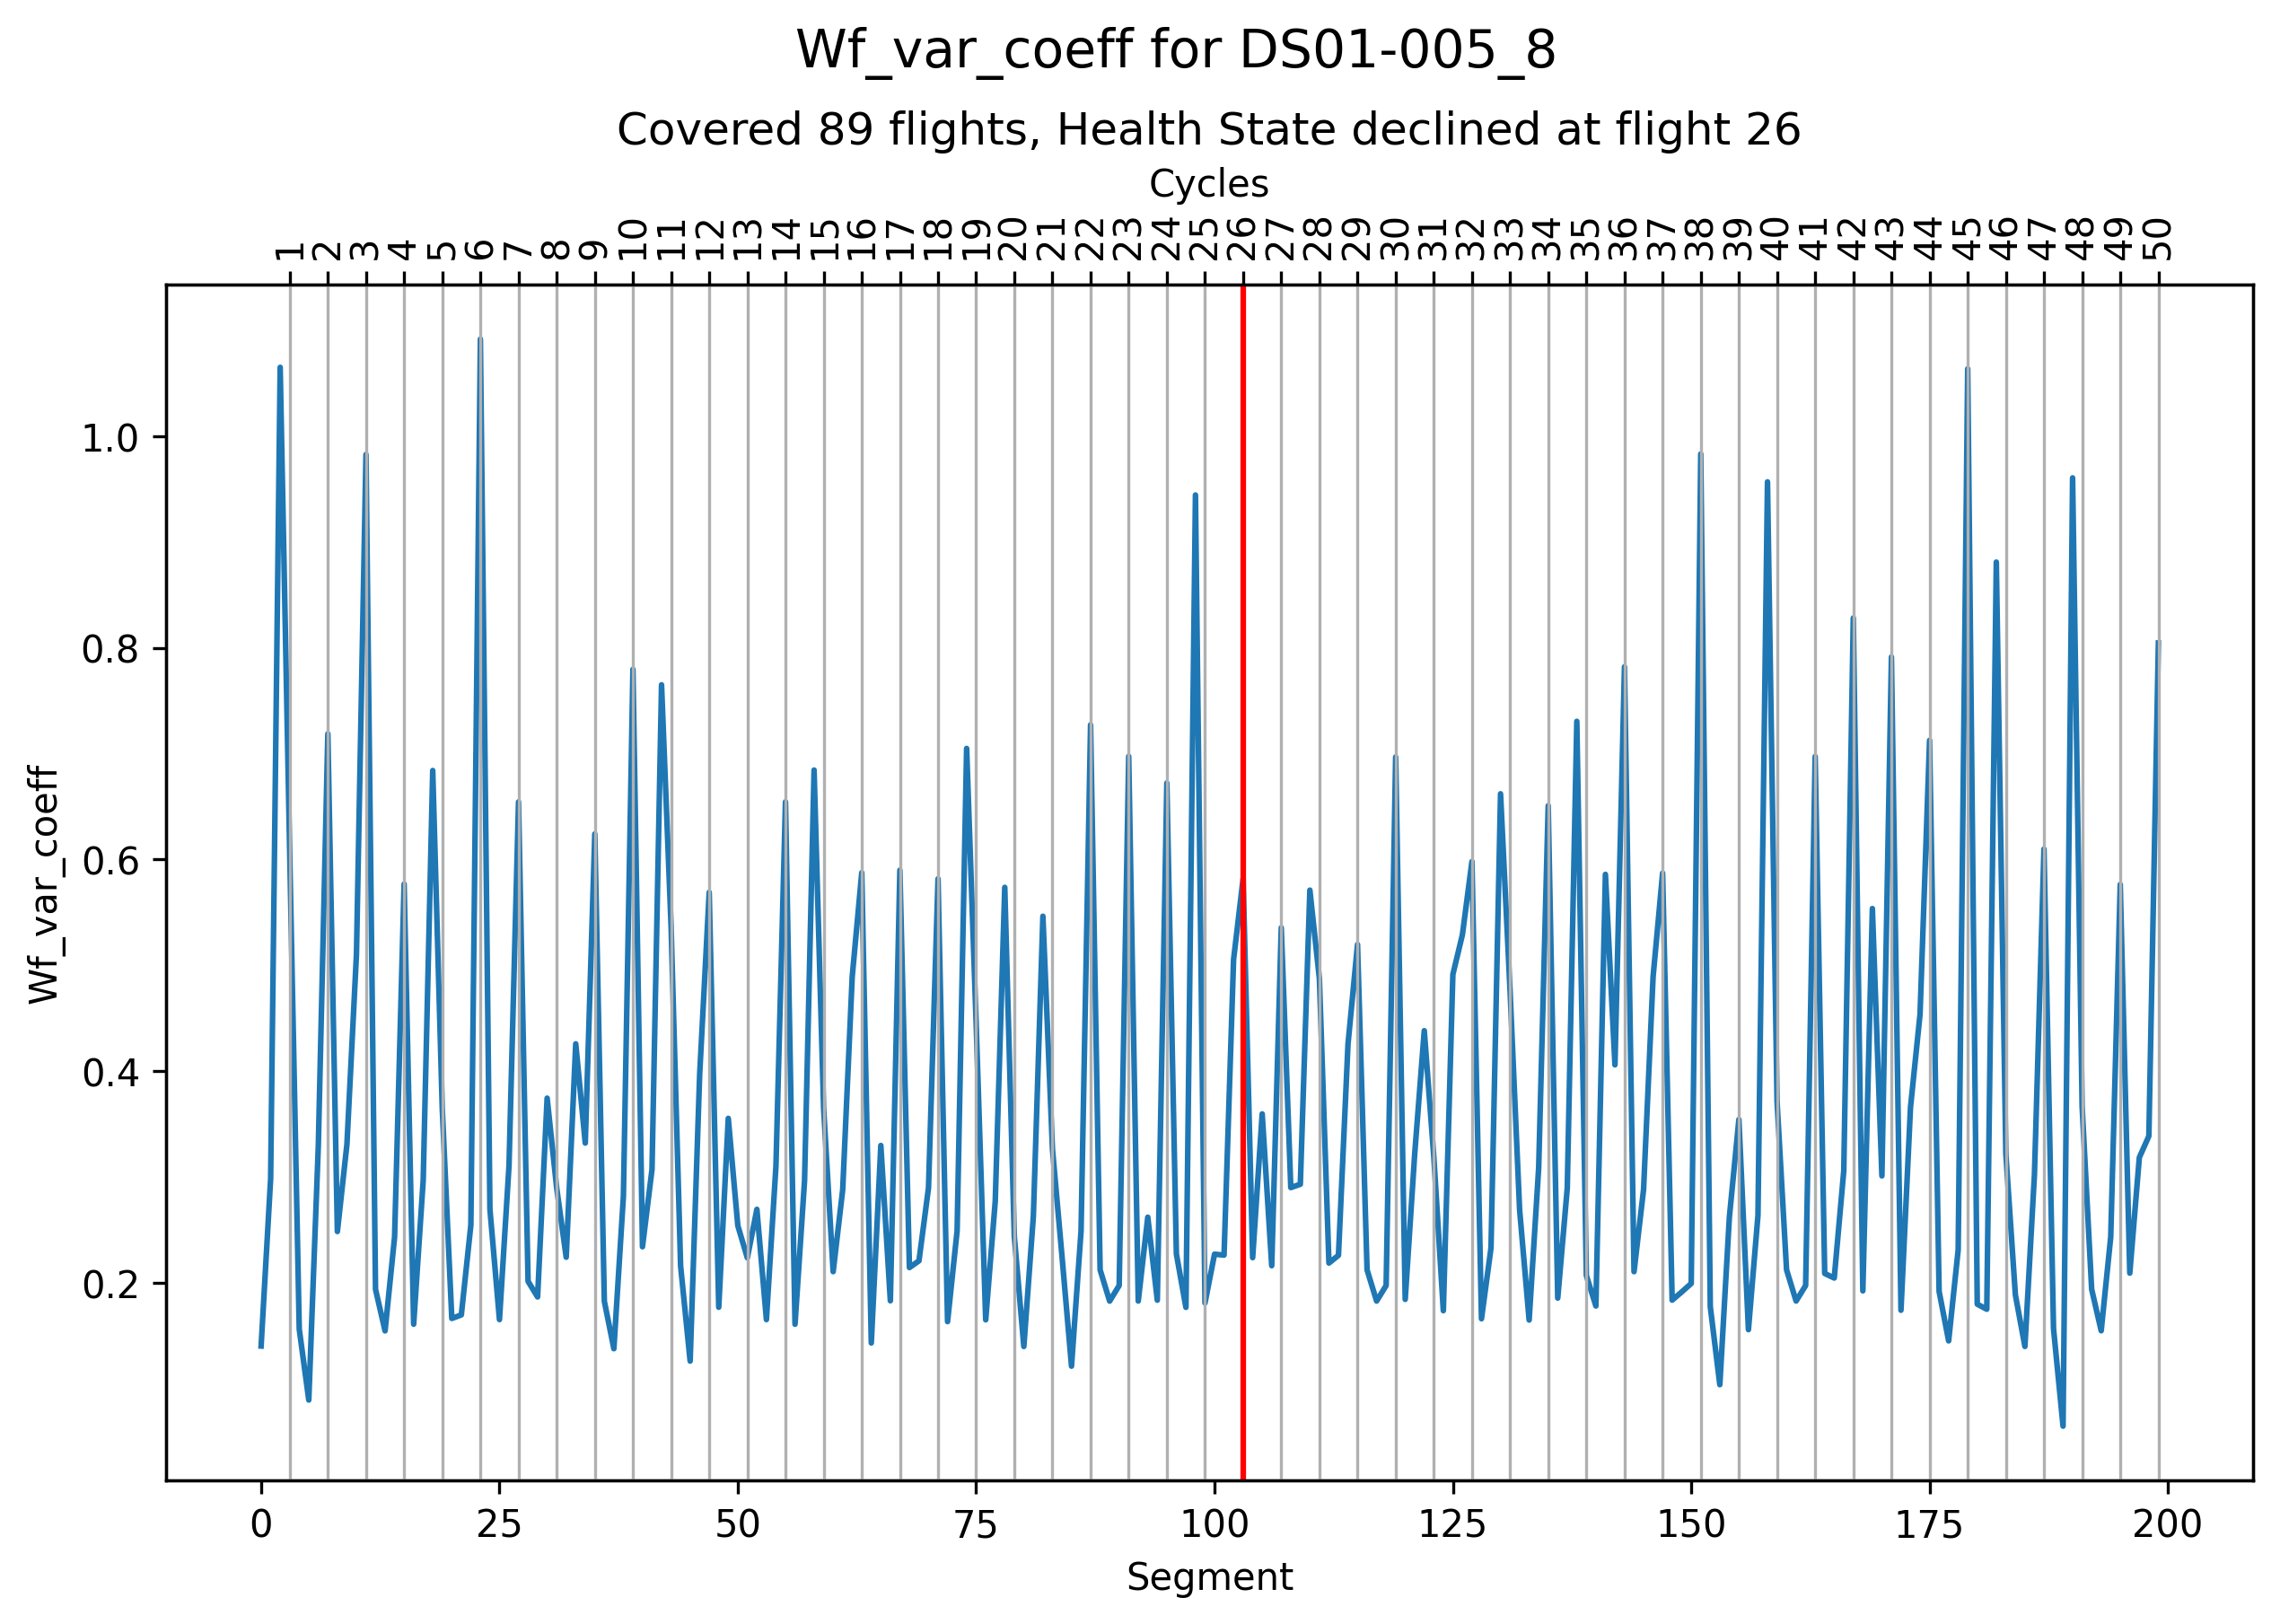 Wf_var_coeff for DS01-005_8
Covered 89 flights, Health State declined at flight 26
Cycles
1 2 3 4 5 6 7 8 9 10 11 12 13 14 15 16 17 18 19 20 21 22 23 24 25 26 27 28 29 30 31 32 33 34 35 36 37 38 39 40 41 42 43 44 45 46 47 48 49 50
Wf_var_coeff
1.0
0.8
0.6
0.4
0.2
0 25 50 75 100 125 150 175 200
Segment